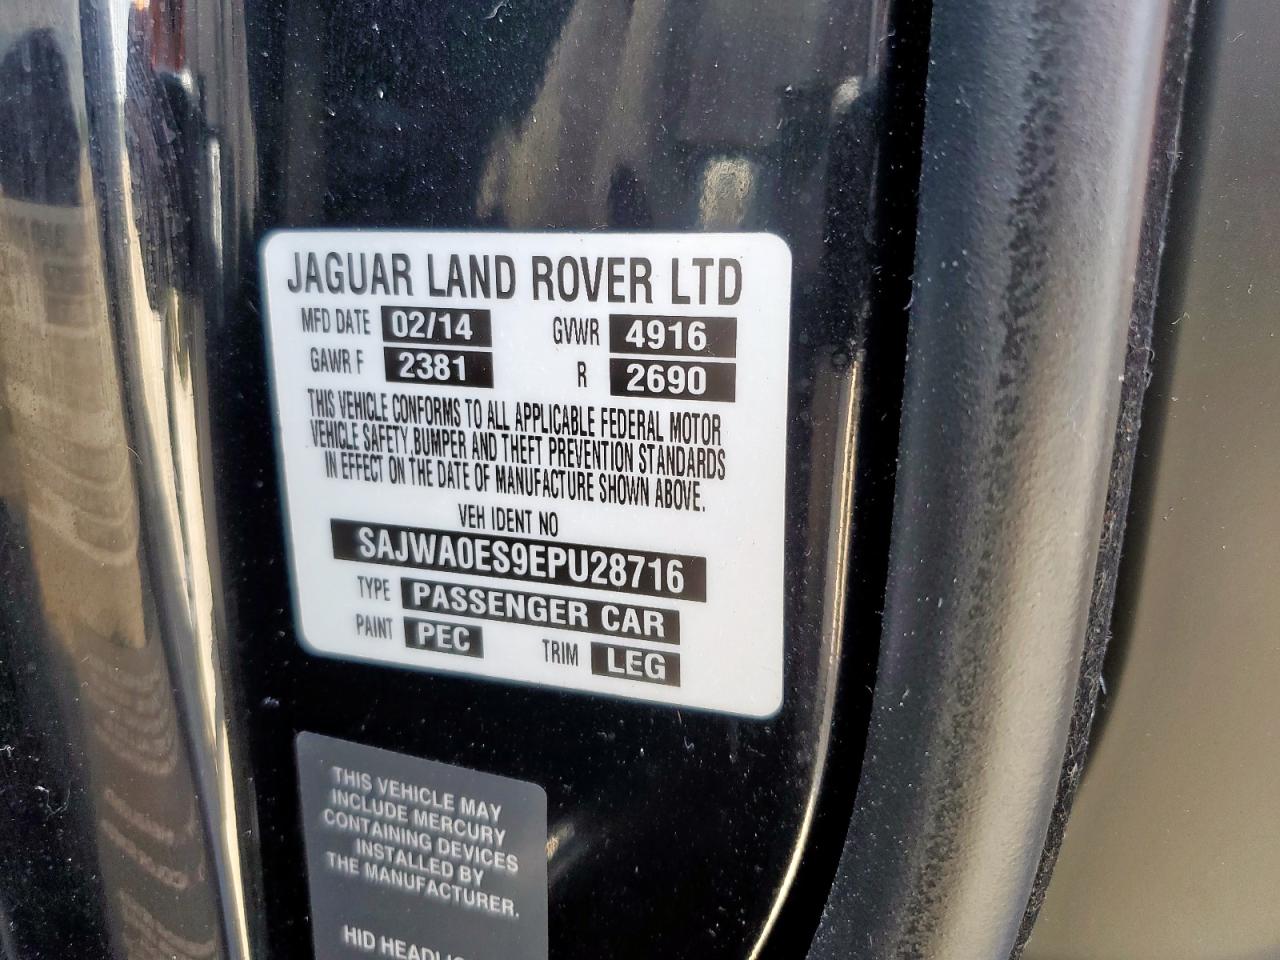 JAGUAR LAND ROVER LTD
MFD DATE 02/14 GVWR 4916
GAWR F 2381 R 2690
THIS VEHICLE CONFORMS TO ALL APPLICABLE FEDERAL MOTOR
VEHICLE SAFETY, BUMPER AND THEFT PREVENTION STANDARDS
IN EFFECT ON THE DATE OF MANUFACTURE SHOWN ABOVE.
VEH IDENT NO
SAJWA0ES9EPU28716
TYPE PASSENGER CAR
PAINT PEC TRIM LEG
THIS VEHICLE MAY
INCLUDE MERCURY
CONTAINING DEVICES
INSTALLED BY
THE MANUFACTURER.
HID